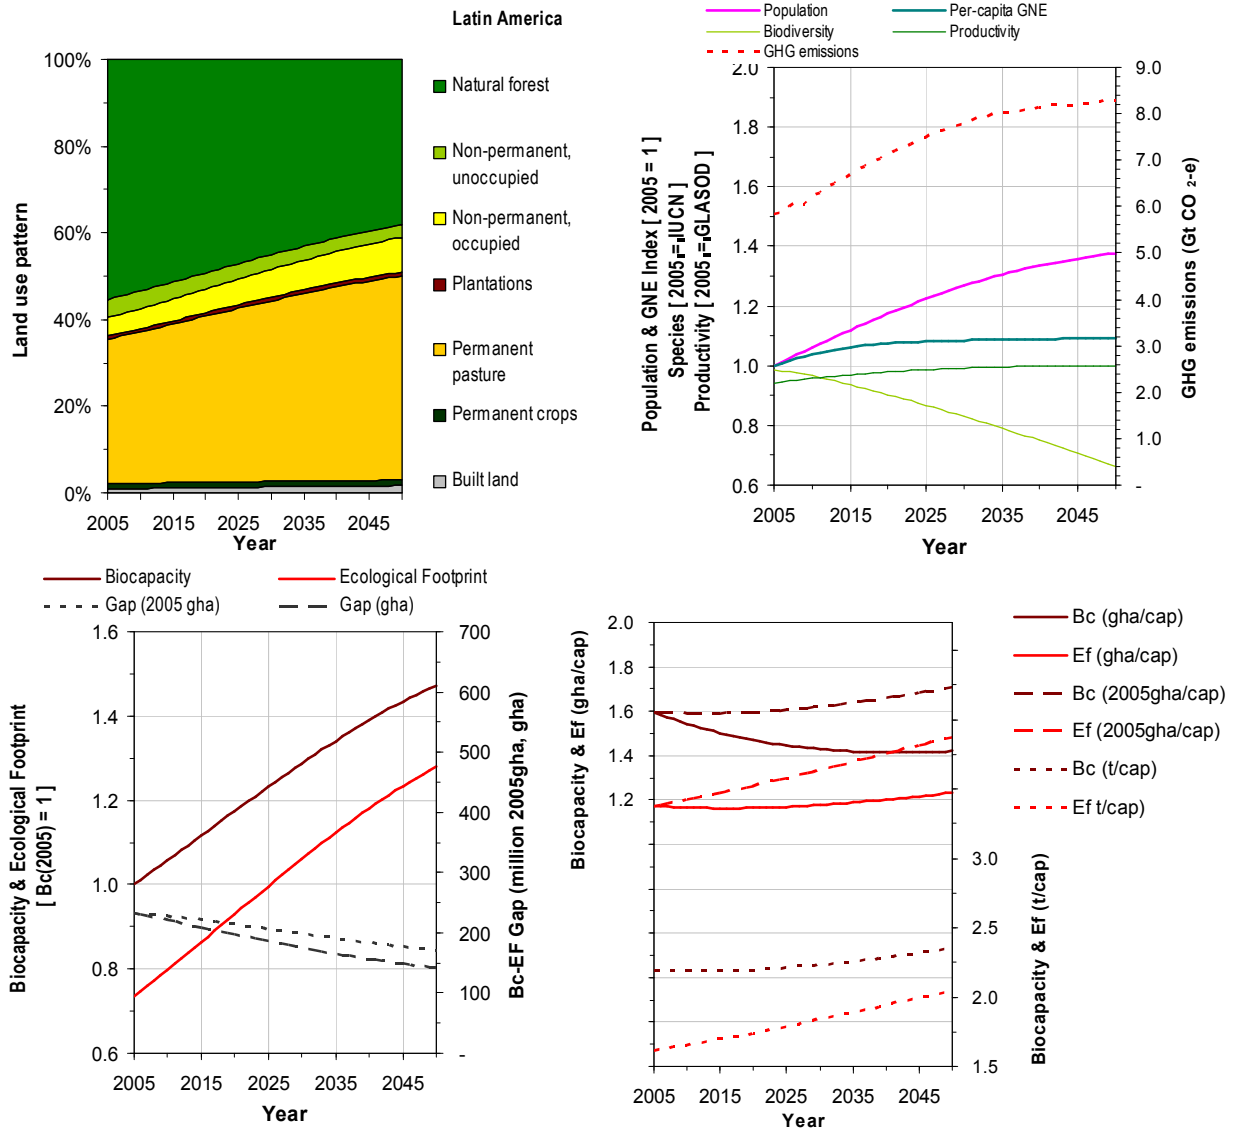 Latin America
100%
80%
60%
40%
20%
0%
Land use pattern
2005 2015 2025 2035 2045
Year
Natural forest
Non-permanent,
unoccupied
Non-permanent,
occupied
Plantations
Permanent
pasture
Permanent crops
Built land
Population
Per-capita GNE
Biodiversity
Productivity
GHG emissions
2.0
1.8
1.6
1.4
1.2
1.0
0.8
0.6
Population & GNE Index [ 2005 = 1 ]
Species [ 2005 = IUCN ]
Productivity [ 2005 = GLASOD ]
9.0
8.0
7.0
6.0
5.0
4.0
3.0
2.0
1.0
-
GHG emissions (Gt CO 2-e)
2005 2015 2025 2035 2045
Year
Biocapacity
Ecological Footprint
Gap (2005 gha)
Gap (gha)
1.6
1.4
1.2
1.0
0.8
0.6
Biocapacity & Ecological Footprint
[ Bc(2005) = 1 ]
700
600
500
400
300
200
100
-
Bc-EF Gap (million 2005gha, gha)
2005 2015 2025 2035 2045
Year
2.0
1.8
1.6
1.4
1.2
Biocapacity & Ef (gha/cap)
3.0
2.5
2.0
1.5
Biocapacity & Ef (t/cap)
2005 2015 2025 2035 2045
Year
Bc (gha/cap)
Ef (gha/cap)
Bc (2005gha/cap)
Ef (2005gha/cap)
Bc (t/cap)
Ef t/cap)